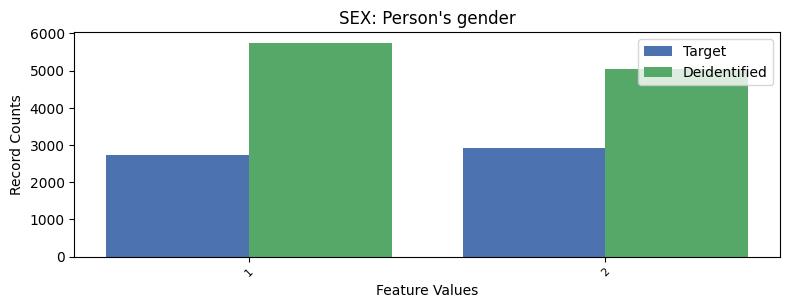 SEX: Person's gender
Target
Deidentified
Record Counts
6000
5000
4000
3000
2000
1000
0
1
2
Feature Values